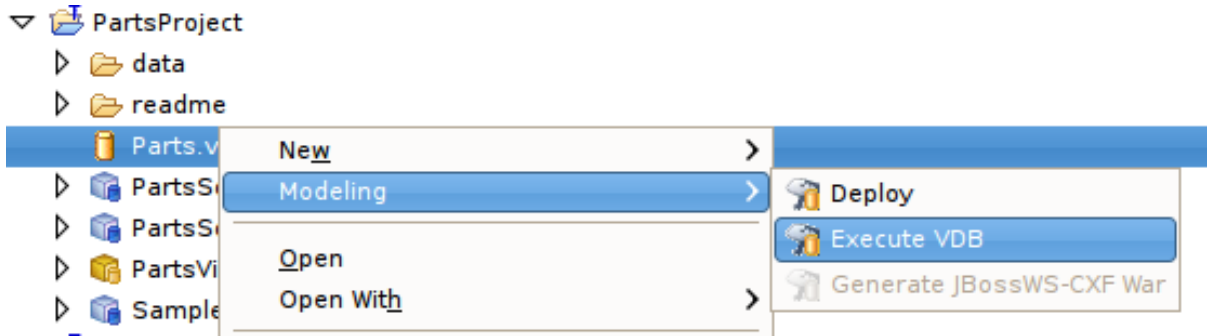 PartsProject
data
readme
Parts.v
New
PartsS
Modeling
Deploy
PartsS
Execute VDB
PartsVi
Open
Generate JBossWS-CXF War
Sample
Open With